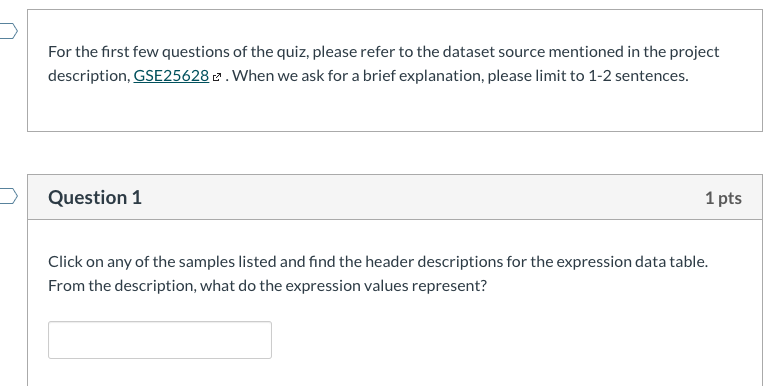 For the first few questions of the quiz, please refer to the dataset source mentioned in the project
description, GSE25628 . When we ask for a brief explanation, please limit to 1-2 sentences.
Question 1
1 pts
Click on any of the samples listed and find the header descriptions for the expression data table.
From the description, what do the expression values represent?